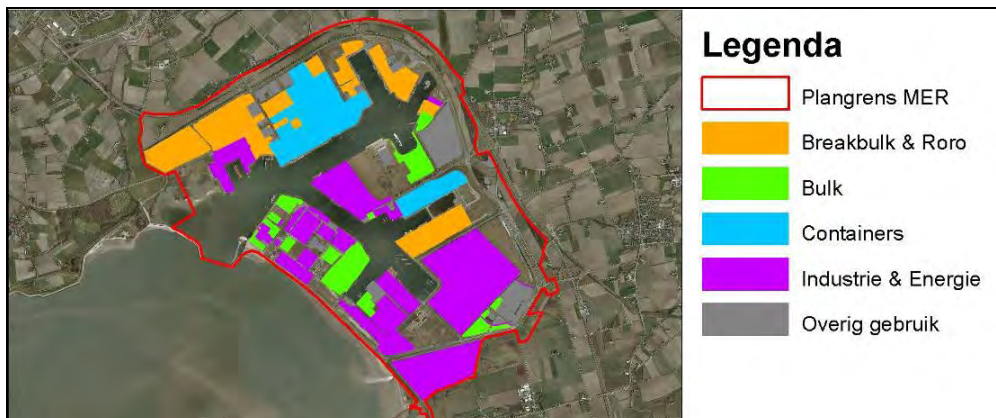 Legenda
Plangrens MER
Breakbulk & Roro
Bulk
Containers
Industrie & Energie
Overig gebruik